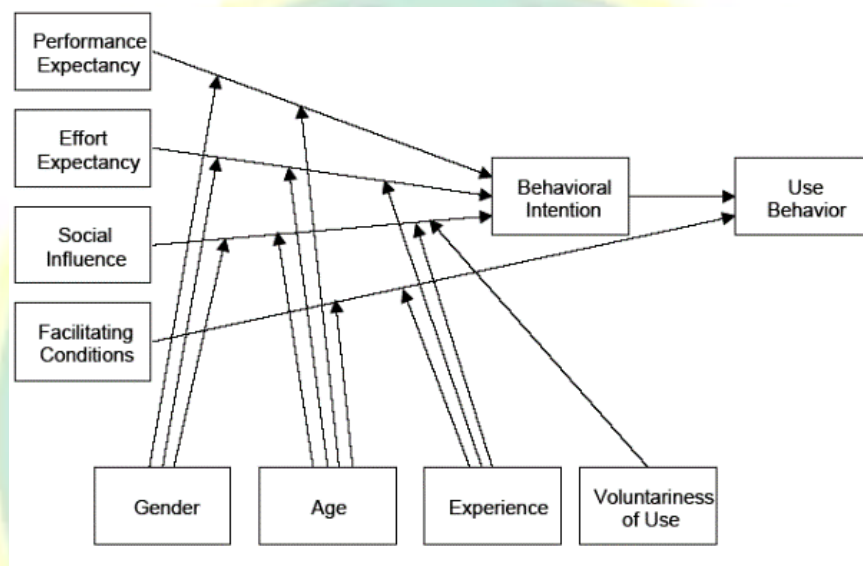 Performance
Expectancy
Effort
Expectancy
Social
Influence
Facilitating
Conditions
Behavioral
Intention
Use
Behavior
Gender
Age
Experience
Voluntariness
of Use